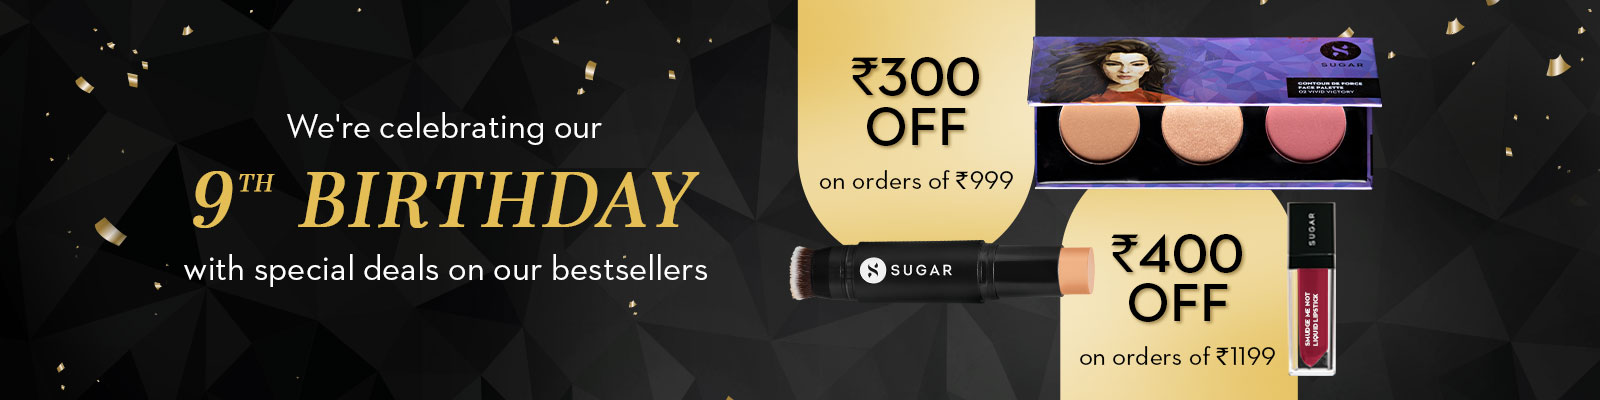 We're celebrating our
9TH BIRTHDAY
with special deals on our bestsellers
₹300
OFF
on orders of ₹999
SUGAR
CONTOUR DE FORCE
FACE PALETTE
02 VIVID VICTORY
SUGAR
₹400
OFF
on orders of ₹1199
SUGAR
SMUDGE ME NOT
LIQUID LIPSTICK